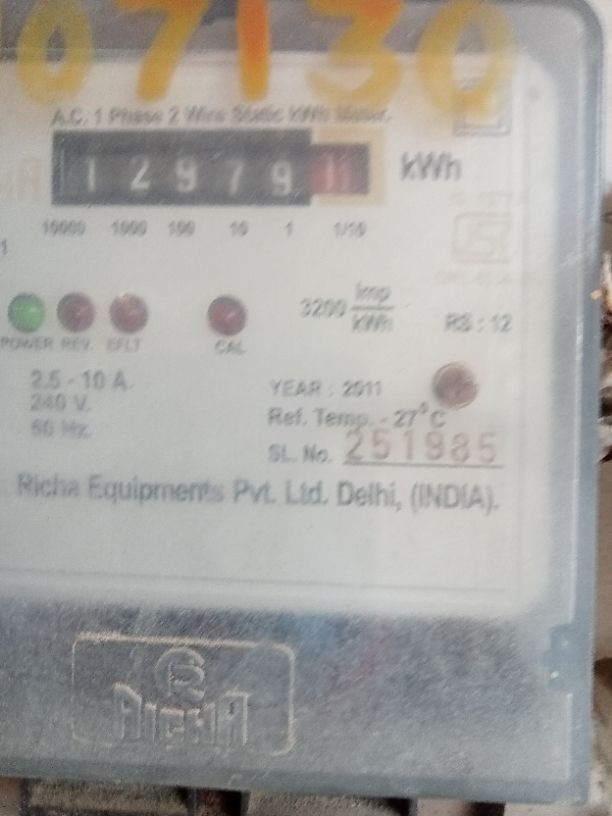 07130
A.C. 1 Phase 2 Wire Static kWh Meter.
12979 kWh
10000 1000 100 10 1 1/10
POWER REV. EFLT CAL
3200 Imp/kWh
RS : 12
2.5 - 10 A.
240 V.
50 Hz.
YEAR : 2011
Ref. Temp. - 27°C
SL. No. 251985
Richa Equipments Pvt. Ltd. Delhi, (INDIA).
RICHA